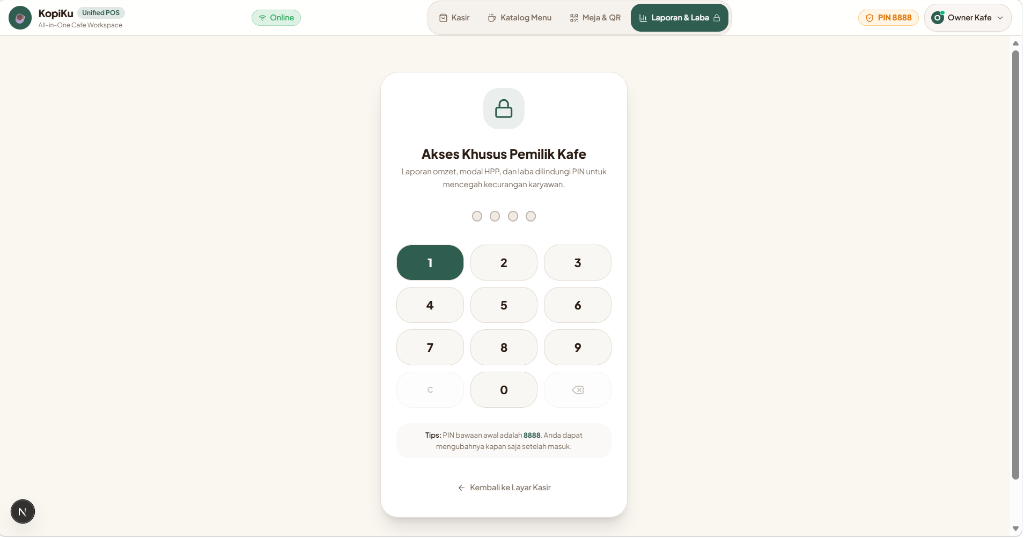 KopiKu
Unified POS
All-in-One Cafe Workspace
Online
Kasir
Katalog Menu
Meja & QR
Laporan & Laba
PIN 8888
O
Owner Kafe
Akses Khusus Pemilik Kafe
Laporan omzet, modal HPP, dan laba dilindungi PIN untuk
mencegah kecurangan karyawan.
1
2
3
4
5
6
7
8
9
C
0
Tips: PIN bawaan awal adalah 8888. Anda dapat
mengubahnya kapan saja setelah masuk.
Kembali ke Layar Kasir
N